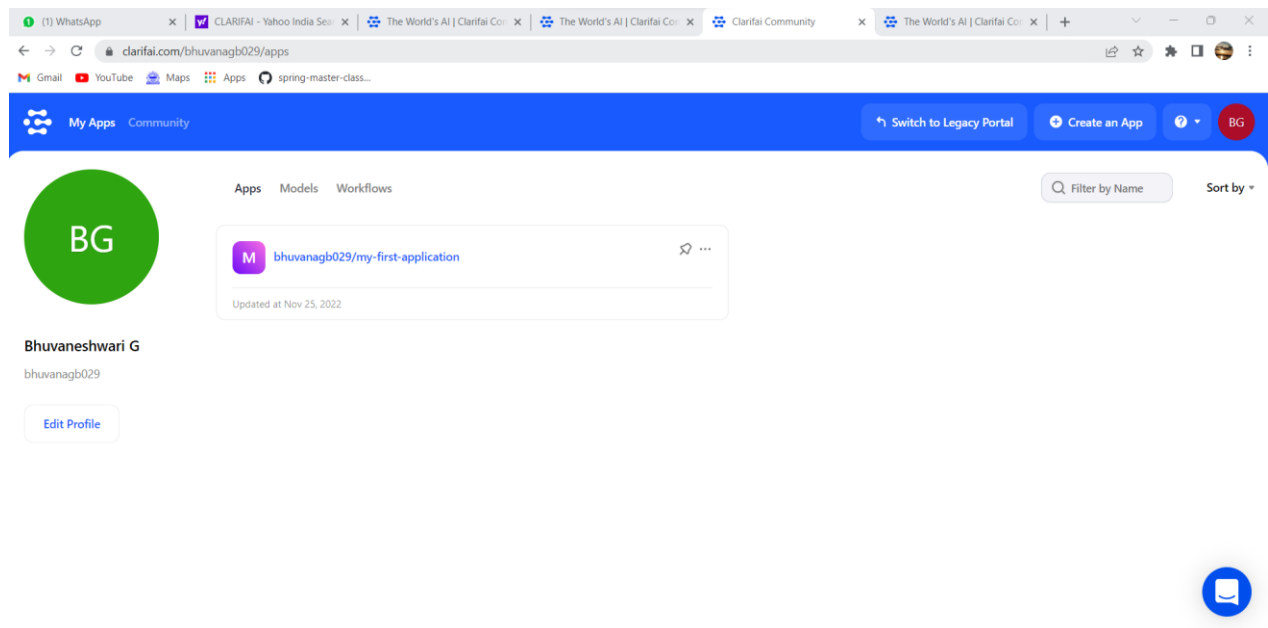 (1) WhatsApp
CLARIFAI - Yahoo India Sea
The World's AI | Clarifai Con
The World's AI | Clarifai Con
Clarifai Community
The World's AI | Clarifai Co
clarifai.com/bhuvanagb029/apps
Gmail YouTube Maps Apps spring-master-class...
My Apps Community Switch to Legacy Portal Create an App ? BG
BG
Apps Models Workflows Filter by Name Sort by
M bhuvanagb029/my-first-application
Updated at Nov 25, 2022
Bhuvaneshwari G
bhuvanagb029
Edit Profile